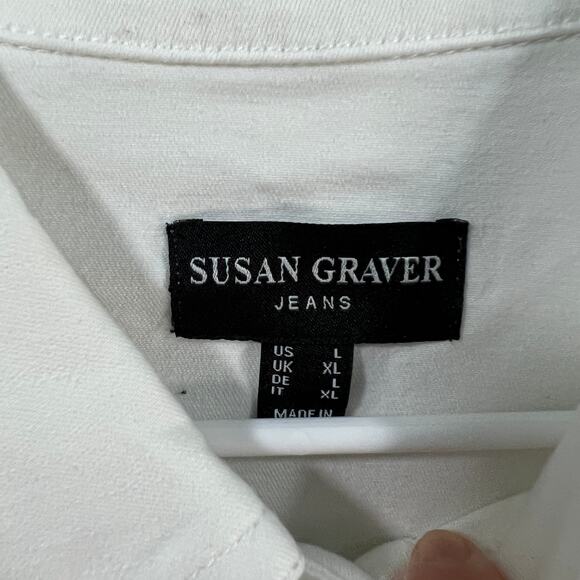 SUSAN GRAVER
JEANS
US L
UK XL
DE L
IT XL
MADE IN